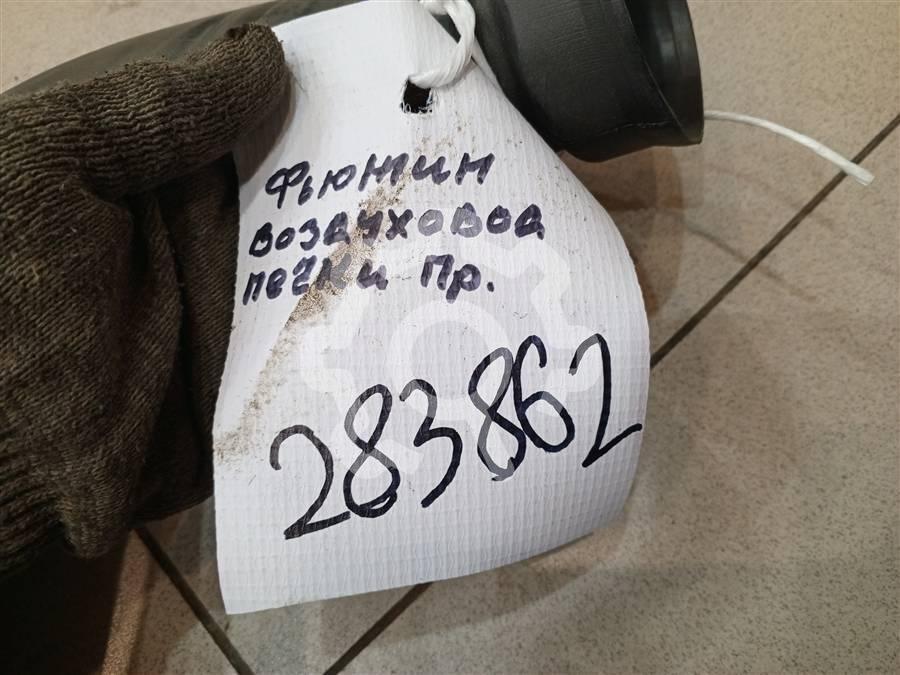 Фьюжин
воздуховод
печки пр.
283862